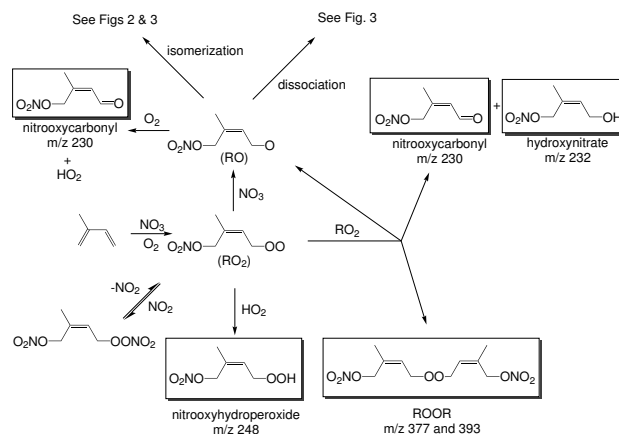 See Figs 2 & 3
See Fig. 3
isomerization
dissociation
O₂NO
O
nitrooxycarbonyl
m/z 230
+
HO₂
O₂
O₂NO
O
(RO)
O₂NO
O
nitrooxycarbonyl
m/z 230
+
O₂NO
OH
hydroxynitrate
m/z 232
NO₃
NO₃
O₂
O₂NO
OO
(RO₂)
RO₂
-NO₂
NO₂
HO₂
O₂NO
OONO₂
O₂NO
OOH
nitrooxyhydroperoxide
m/z 248
O₂NO
OO
ONO₂
ROOR
m/z 377 and 393